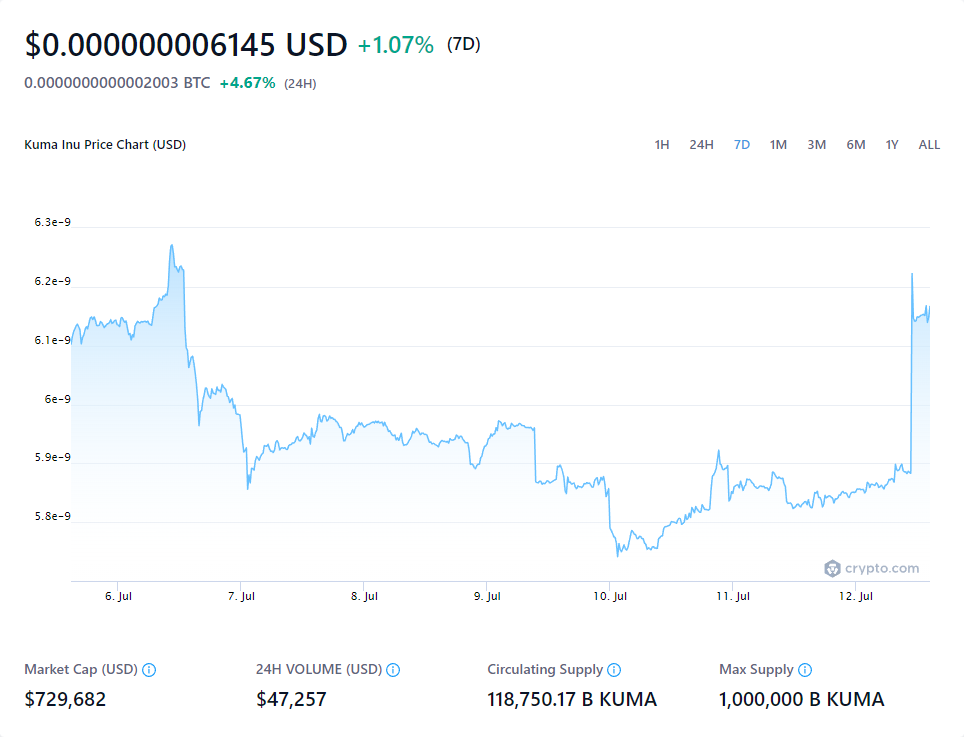 $0.000000006145 USD +1.07% (7D)
0.0000000000002003 BTC +4.67% (24H)
Kuma Inu Price Chart (USD) 1H 24H 7D 1M 3M 6M 1Y ALL
6.3e-9
6.2e-9
6.1e-9
6e-9
5.9e-9
5.8e-9
crypto.com
6. Jul 7. Jul 8. Jul 9. Jul 10. Jul 11. Jul 12. Jul
Market Cap (USD) 24H VOLUME (USD) Circulating Supply Max Supply
$729,682 $47,257 118,750.17 B KUMA 1,000,000 B KUMA